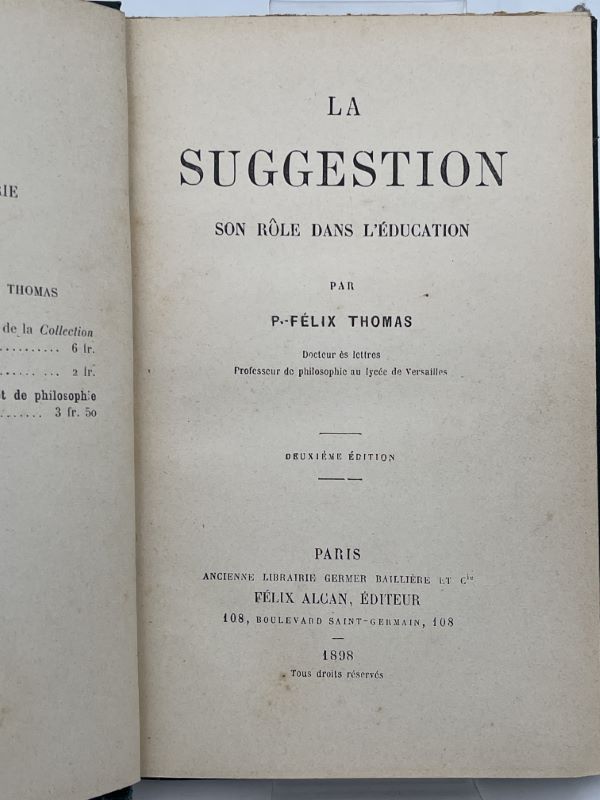 RIE
THOMAS
de la Collection
.......... 6 fr.
...... ... 2 fr.
t de philosophie
....... 3 fr. 50
LA
SUGGESTION
SON RÔLE DANS L'ÉDUCATION
PAR
P.-FÉLIX THOMAS
Docteur ès lettres
Professeur de philosophie au lycée de Versailles
DEUXIÈME ÉDITION
PARIS
ANCIENNE LIBRAIRIE GERMER BAILLIÈRE ET Cie
FÉLIX ALCAN, ÉDITEUR
108, BOULEVARD SAINT-GERMAIN, 108
1898
Tous droits réservés